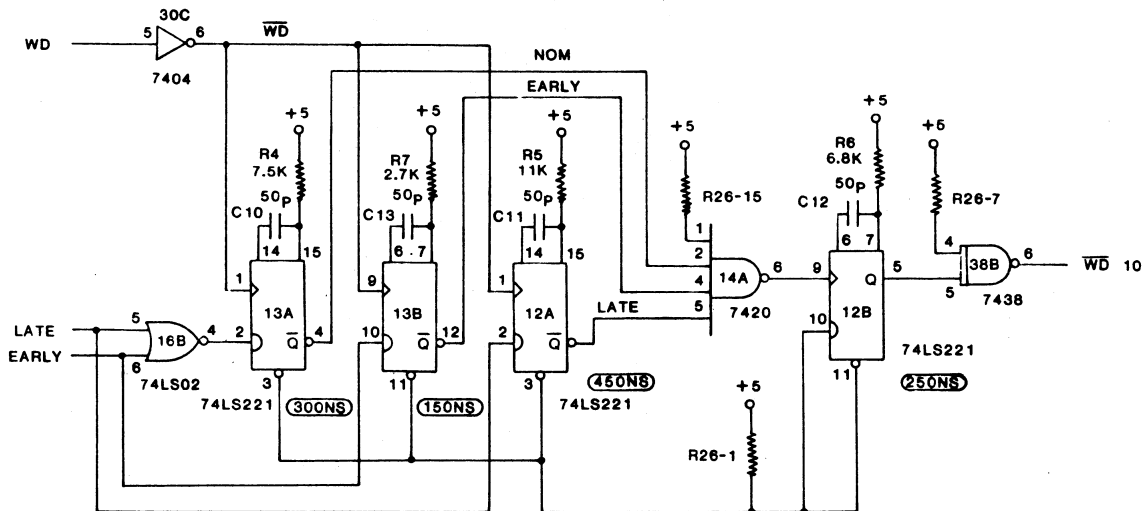 30C
WD 5 6 W̅D̅
7404
NOM
EARLY
+5 +5 +5 +5 +5 +5
R4
7.5K
R7
2.7K
R5
11K
R6
6.8K
R26-15
R26-7
50P 50P 50P 50P
C10 C13 C11 C12
14 15 6 7 14 15 6 7
1 13A 9 13B 1 12A
1 2 4 5 14A 6
7420
9 12B Q 5
4 5 38B 6 W̅D̅ 10
7438
LATE 5
EARLY 6
16B 4
74LS02
2 Q̅ 4
10 Q̅ 12
2 Q̅
LATE
10
3 11 3 11
74LS221 300NS
150NS
450NS
74LS221
74LS221
250NS
+5
R26-1